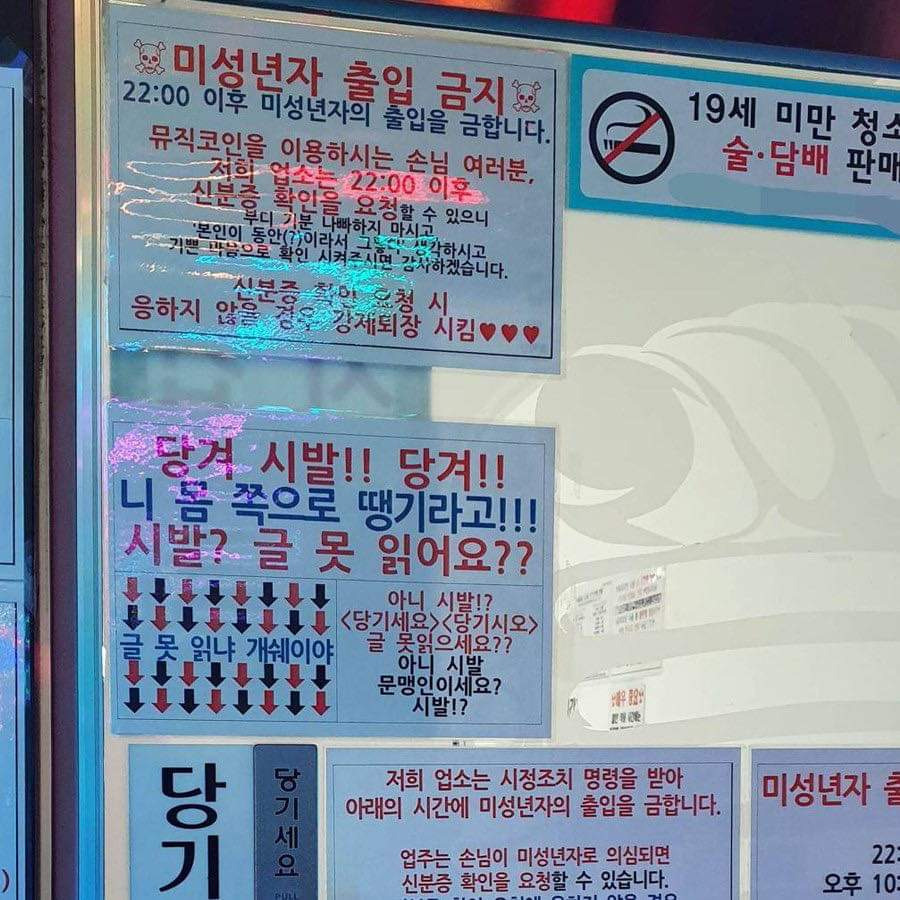 미성년자 출입 금지
22:00 이후 미성년자의 출입을 금합니다.
뮤직코인을 이용하시는 손님 여러분,
저희 업소는 22:00 이후
신분증 확인을 요청할 수 있으니
부디 기분 나빠하지 마시고
'본인이 동안(?)이라서 그렇다' 생각하시고
기쁜 마음으로 확인 시켜주시면 감사하겠습니다.
신분증 확인 요청 시
응하지 않을 경우 강제퇴장 시킴♥♥♥
19세 미만 청소
술·담배 판매
당겨 시발!! 당겨!!
니 몸 쪽으로 땡기라고!!!
시발? 글 못 읽어요??
글 못 읽냐 개쉐이야
아니 시발!?
<당기세요><당기시오>
글 못읽으세요??
아니 시발
문맹인이세요?
시발!?
당기
당기세요
저희 업소는 시정조치 명령을 받아
아래의 시간에 미성년자의 출입을 금합니다.
업주는 손님이 미성년자로 의심되면
신분증 확인을 요청할 수 있습니다.
미성년자 출
22:
오후 10